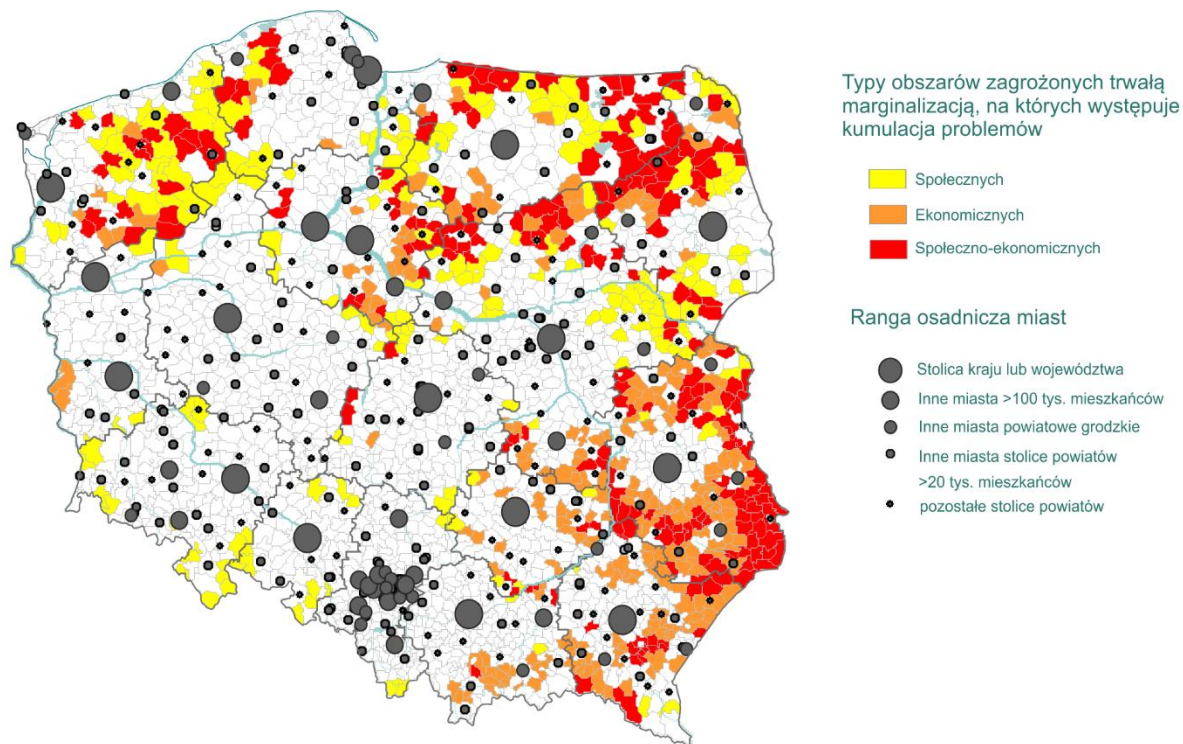 Typy obszarów zagrożonych trwałą
marginalizacją, na których występuje
kumulacja problemów
Społecznych
Ekonomicznych
Społeczno-ekonomicznych
Ranga osadnicza miast
Stolica kraju lub województwa
Inne miasta >100 tys. mieszkańców
Inne miasta powiatowe grodzkie
Inne miasta stolice powiatów
>20 tys. mieszkańców
pozostałe stolice powiatów